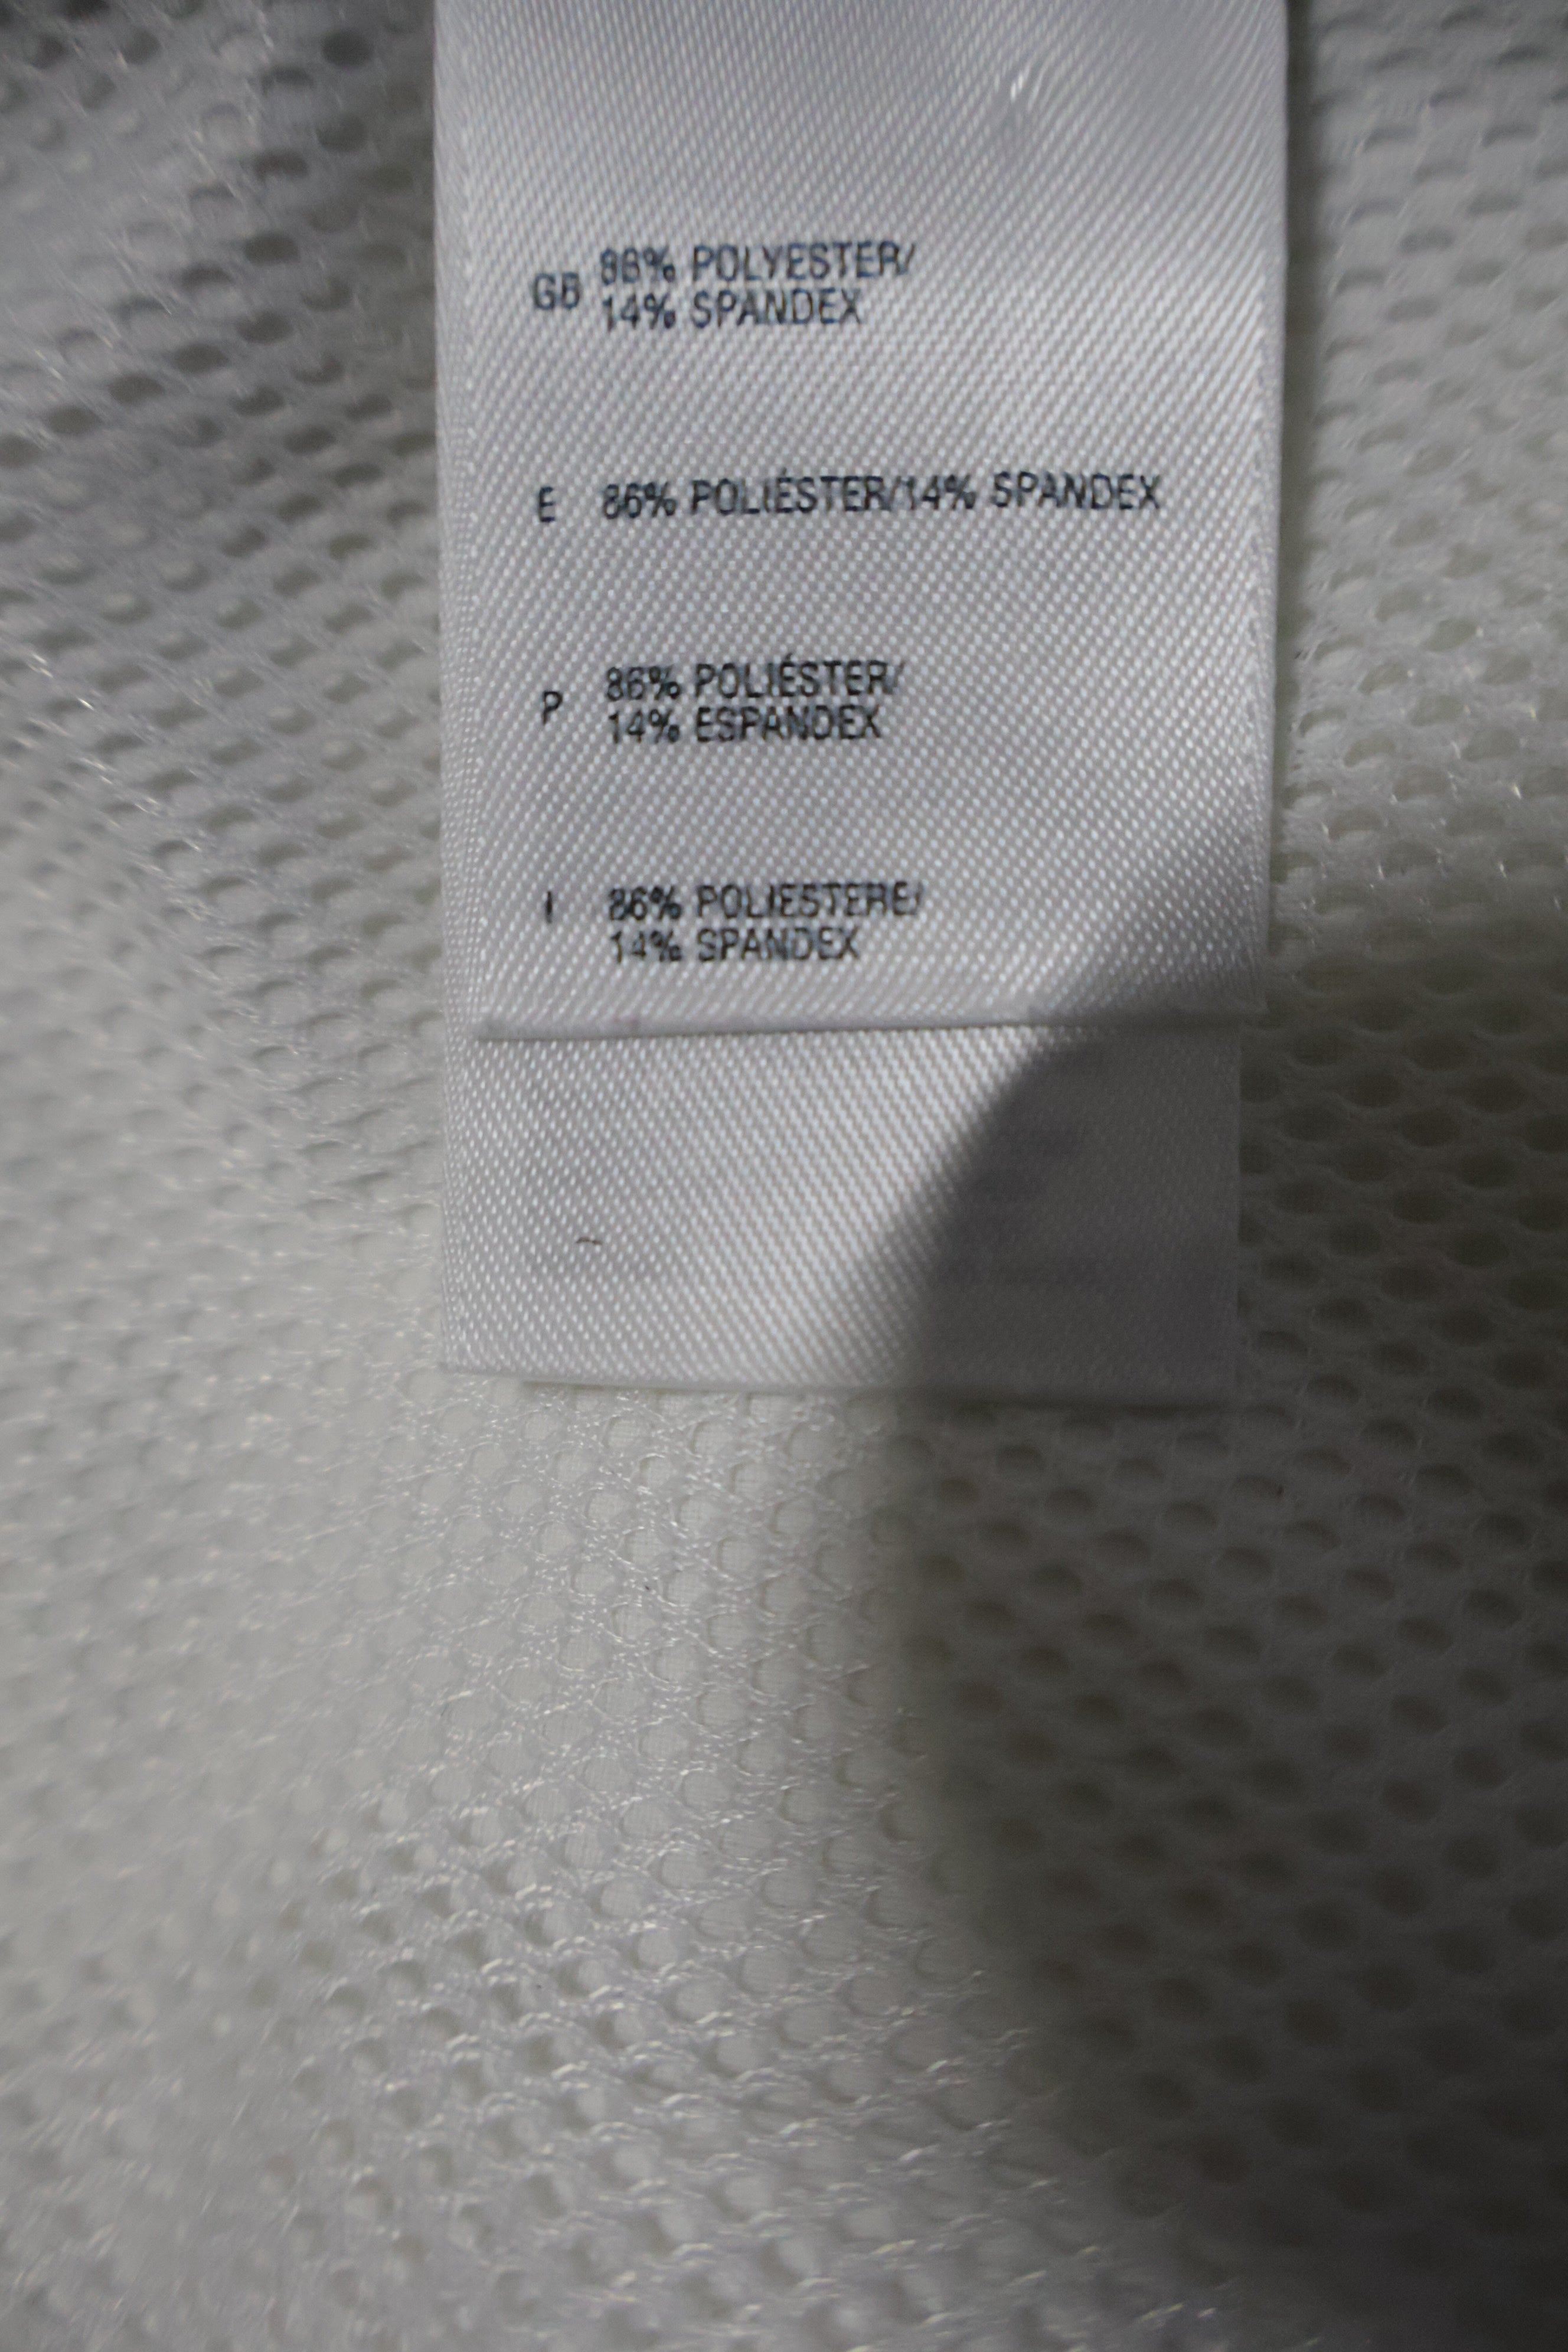 GB 86% POLYESTER/
14% SPANDEX
E 86% POLIÉSTER/14% SPANDEX
P 86% POLIÉSTER/
14% ESPANDEX
I 86% POLIESTERE/
14% SPANDEX